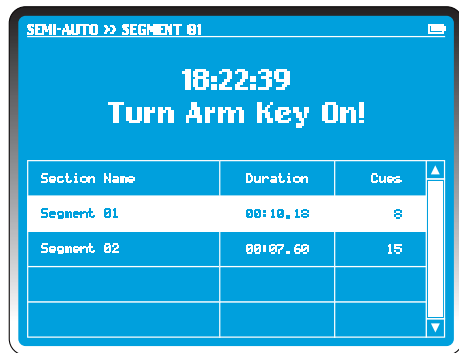 SEMI-AUTO >> SEGMENT 01
18:22:39
Turn Arm Key On!
Section Name Duration Cues
Segment 01 00:10.18 8
Segment 02 00:07.60 15